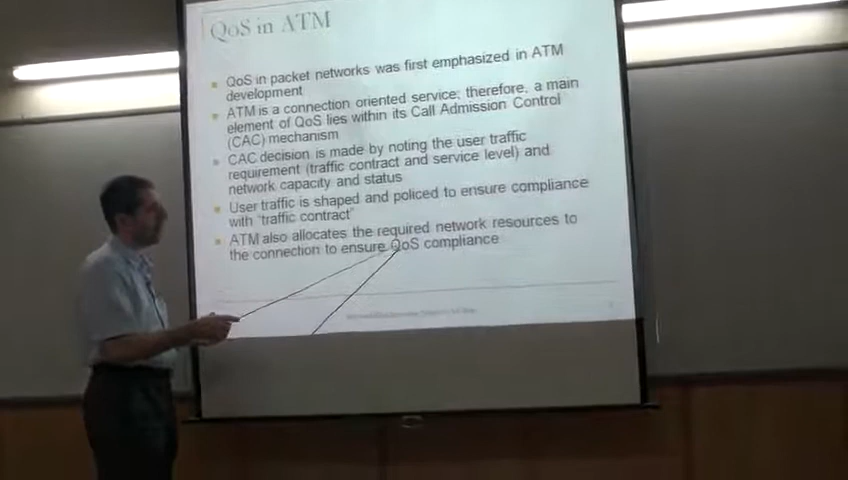 QoS in ATM
QoS in packet networks was first emphasized in ATM
development
ATM is a connection oriented service; therefore, a main
element of QoS lies within its Call Admission Control
(CAC) mechanism
CAC decision is made by noting the user traffic
requirement (traffic contract and service level) and
network capacity and status
User traffic is shaped and policed to ensure compliance
with "traffic contract"
ATM also allocates the required network resources to
the connection to ensure QoS compliance